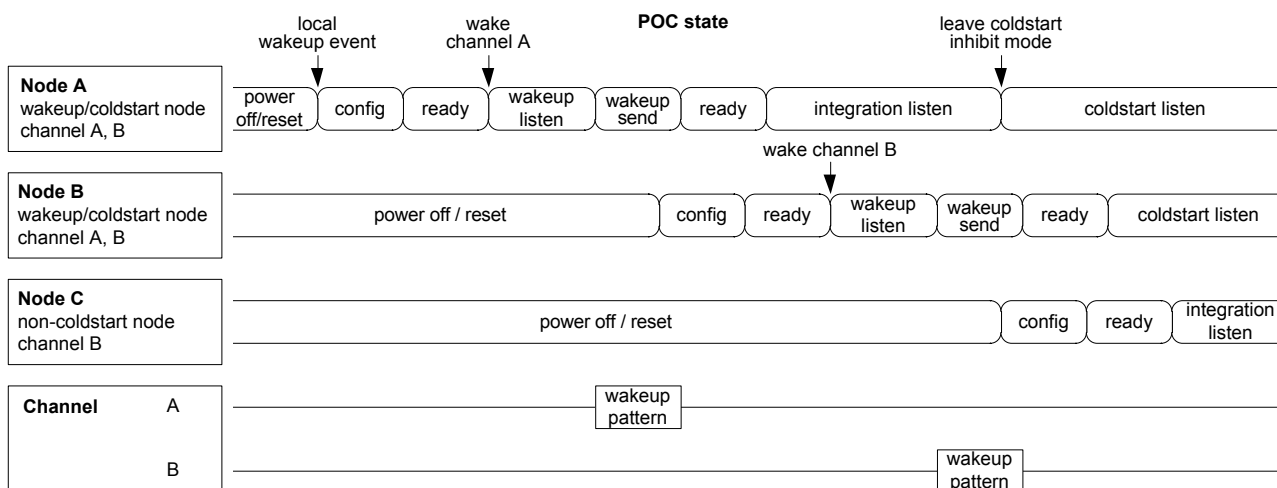 local
wakeup event
wake
channel A
POC state
leave coldstart
inhibit mode
Node A
wakeup/coldstart node
channel A, B
power
off/reset
config
ready
wakeup
listen
wakeup
send
ready
integration listen
coldstart listen
wake channel B
Node B
wakeup/coldstart node
channel A, B
power off / reset
config
ready
wakeup
listen
wakeup
send
ready
coldstart listen
Node C
non-coldstart node
channel B
power off / reset
config
ready
integration
listen
Channel A
wakeup
pattern
B
wakeup
pattern